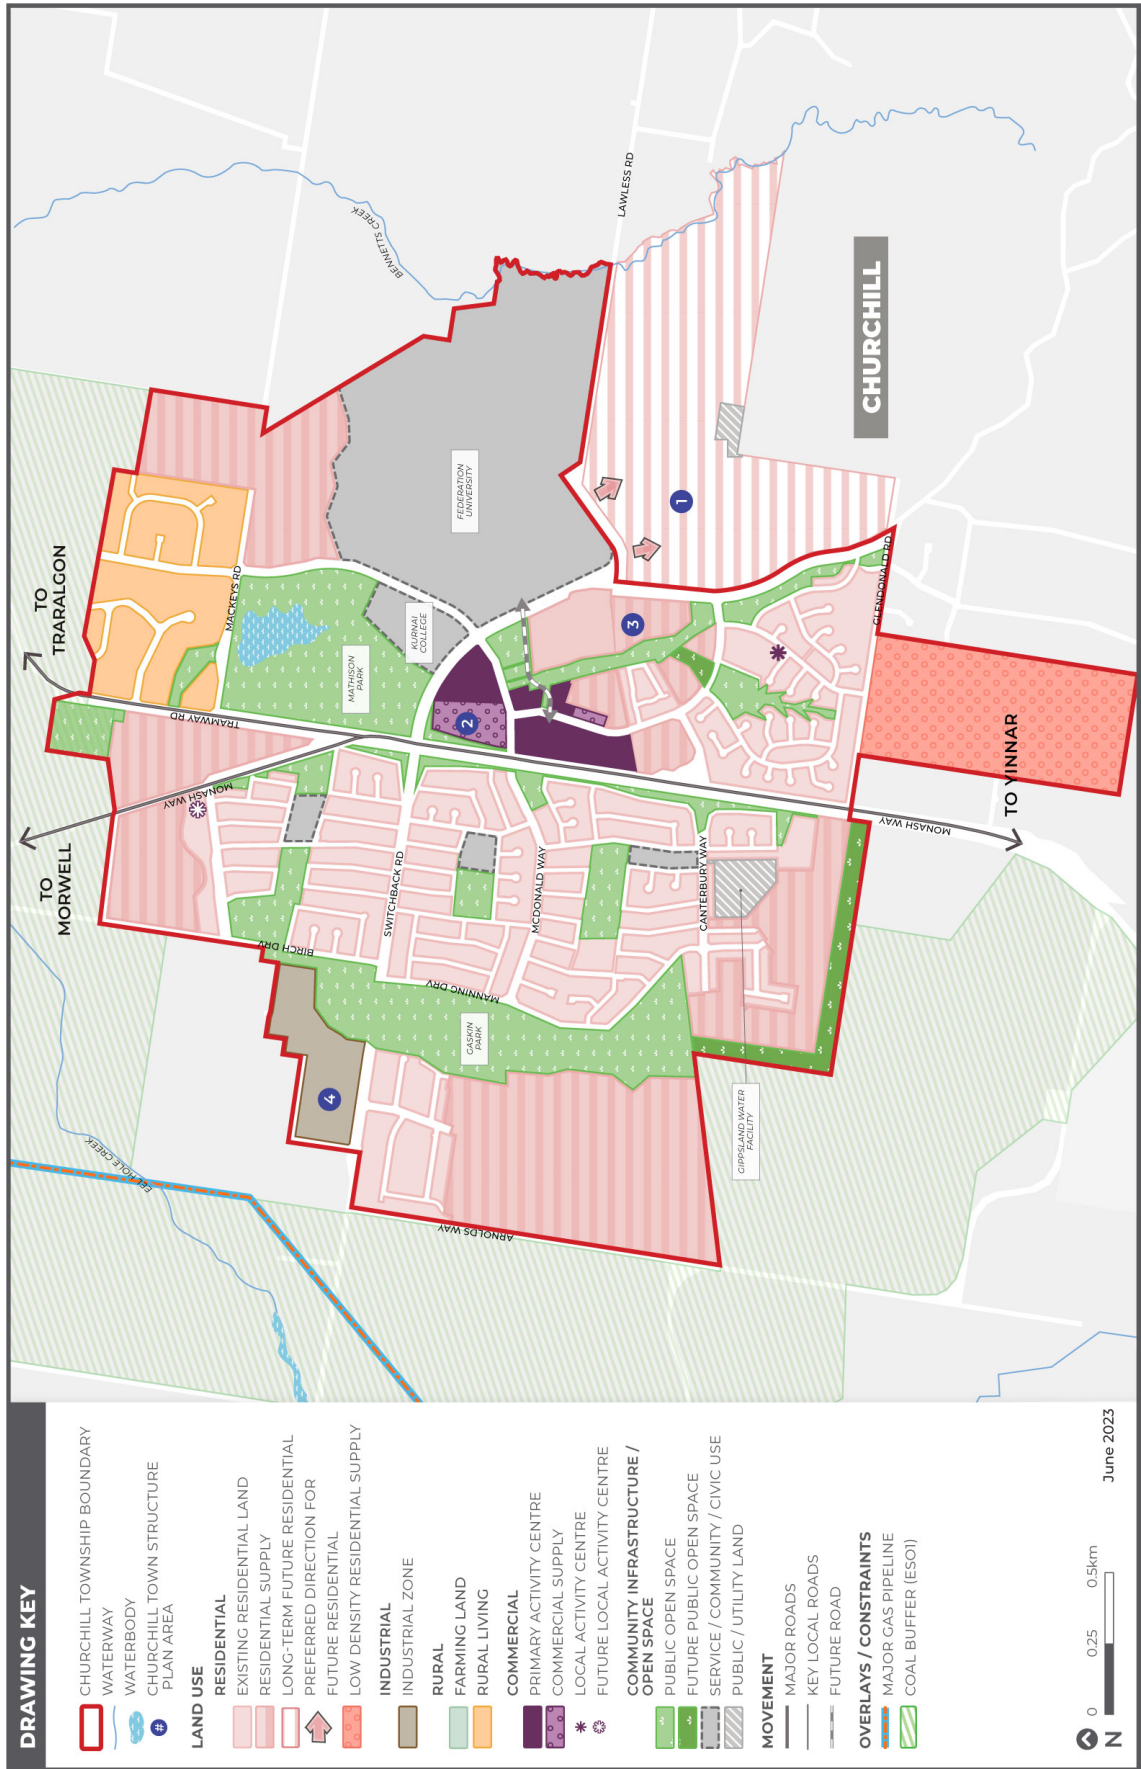 DRAWING KEY
CHURCHILL TOWNSHIP BOUNDARY
WATERWAY
WATERBODY
#
CHURCHILL TOWN STRUCTURE
PLAN AREA
LAND USE
RESIDENTIAL
EXISTING RESIDENTIAL LAND
RESIDENTIAL SUPPLY
LONG-TERM FUTURE RESIDENTIAL
PREFERRED DIRECTION FOR
FUTURE RESIDENTIAL
LOW DENSITY RESIDENTIAL SUPPLY
INDUSTRIAL
INDUSTRIAL ZONE
RURAL
FARMING LAND
RURAL LIVING
COMMERCIAL
PRIMARY ACTIVITY CENTRE
COMMERCIAL SUPPLY
LOCAL ACTIVITY CENTRE
FUTURE LOCAL ACTIVITY CENTRE
COMMUNITY INFRASTRUCTURE /
OPEN SPACE
PUBLIC OPEN SPACE
FUTURE PUBLIC OPEN SPACE
SERVICE / COMMUNITY / CIVIC USE
PUBLIC / UTILITY LAND
MOVEMENT
MAJOR ROADS
KEY LOCAL ROADS
FUTURE ROAD
OVERLAYS / CONSTRAINTS
MAJOR GAS PIPELINE
COAL BUFFER (ESO1)
N
0
0.25
0.5km
June 2023
TO
MORWELL
TO
TRARALGON
EEL HOLE CREEK
BENNETTS CREEK
MONASH WAY
TRAMWAY RD
MACKEYS RD
BIRCH DRV
SWITCHBACK RD
MATHISON
PARK
KURNAI
COLLEGE
FEDERATION
UNIVERSITY
4
2
ARNOLDS WAY
GASKIN
PARK
MANNING DRV
MCDONALD WAY
LAWLESS RD
3
1
CANTERBURY WAY
GIPPSLAND WATER
FACILITY
CHURCHILL
GLENDONALD RD
MONASH WAY
TO YINNAR